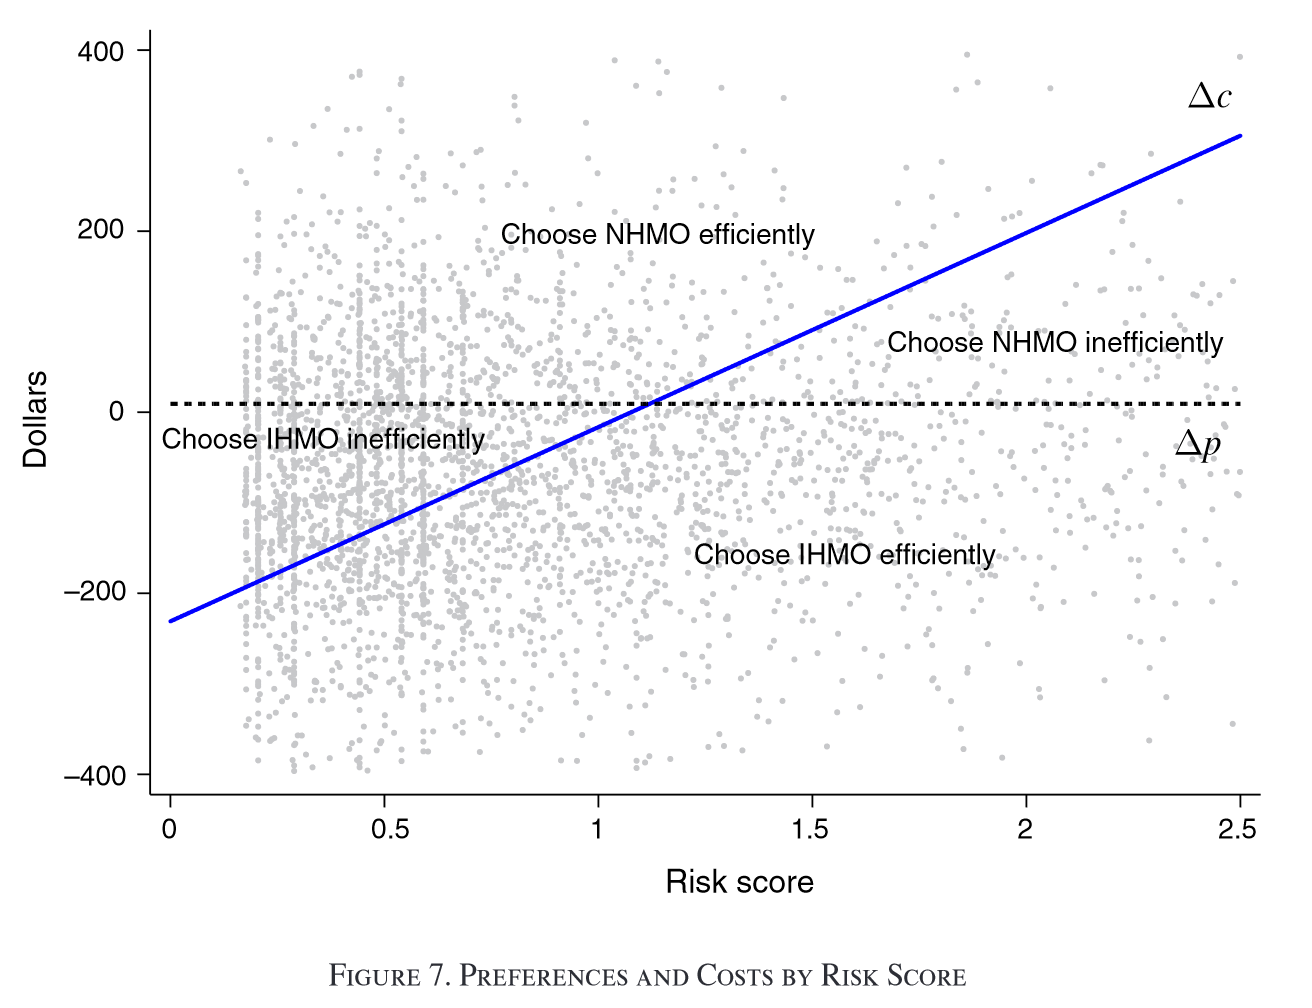 400
Δc
200
Choose NHMO efficiently
Choose NHMO inefficiently
Dollars
0
Choose IHMO inefficiently
Δp
Choose IHMO efficiently
−200
−400
0 0.5 1 1.5 2 2.5
Risk score
Figure 7. Preferences and Costs by Risk Score